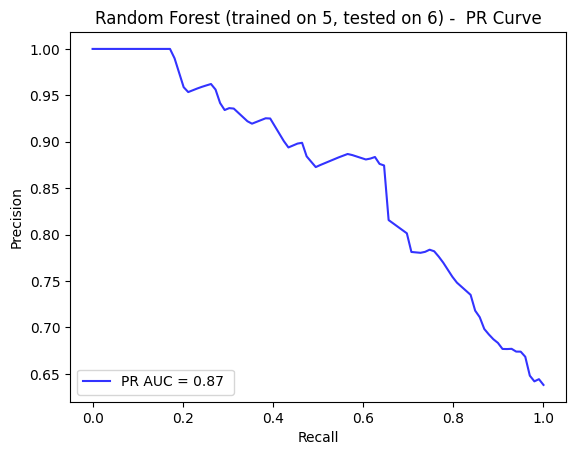 Random Forest (trained on 5, tested on 6) -  PR Curve
Precision
1.00
0.95
0.90
0.85
0.80
0.75
0.70
0.65
PR AUC = 0.87
0.0 0.2 0.4 0.6 0.8 1.0
Recall